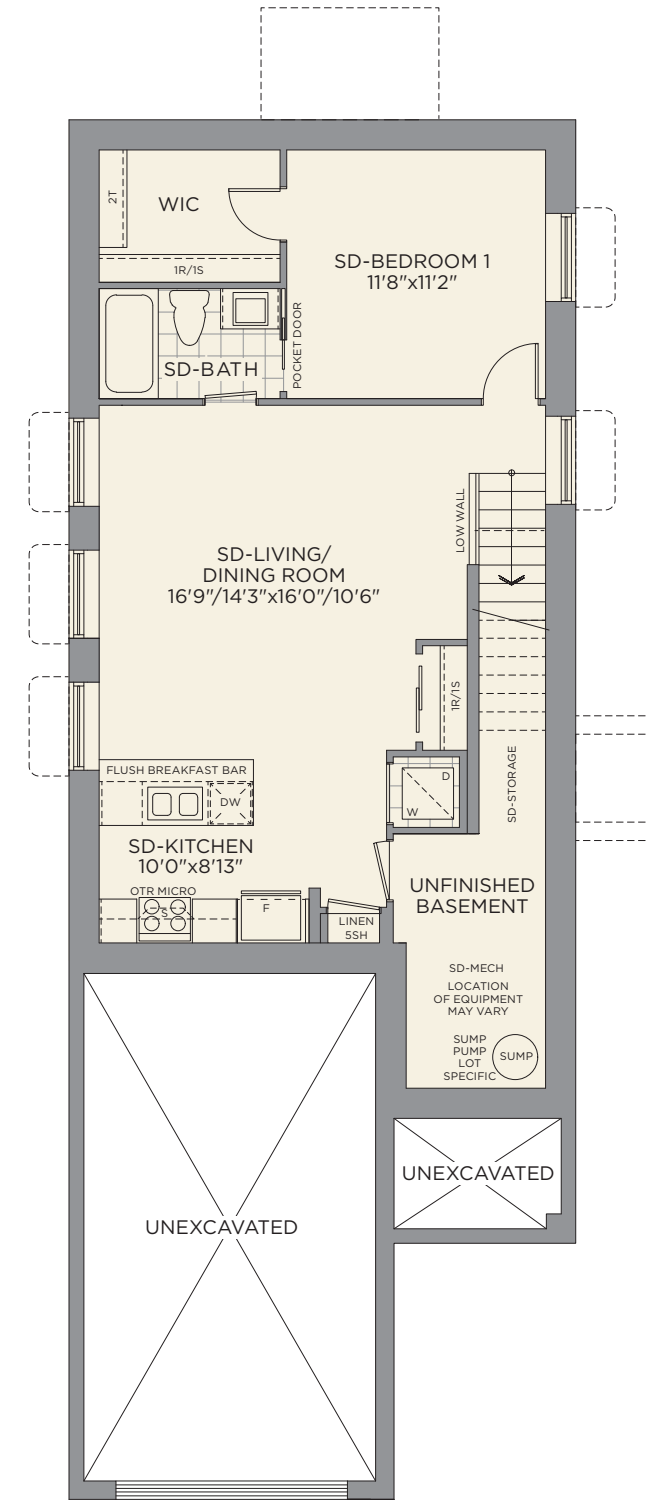 2T
WIC
1R/1S
SD-BEDROOM 1
11'8"x11'2"
POCKET DOOR
SD-BATH
LOW WALL
SD-LIVING/
DINING ROOM
16'9"/14'3"x16'0"/10'6"
1R/1S
FLUSH BREAKFAST BAR
DW
D
W
SD-STORAGE
SD-KITCHEN
10'0"x8'13"
OTR MICRO
S
F
LINEN
5SH
UNFINISHED
BASEMENT
SD-MECH
LOCATION
OF EQUIPMENT
MAY VARY
SUMP
PUMP
LOT
SPECIFIC
SUMP
UNEXCAVATED
UNEXCAVATED